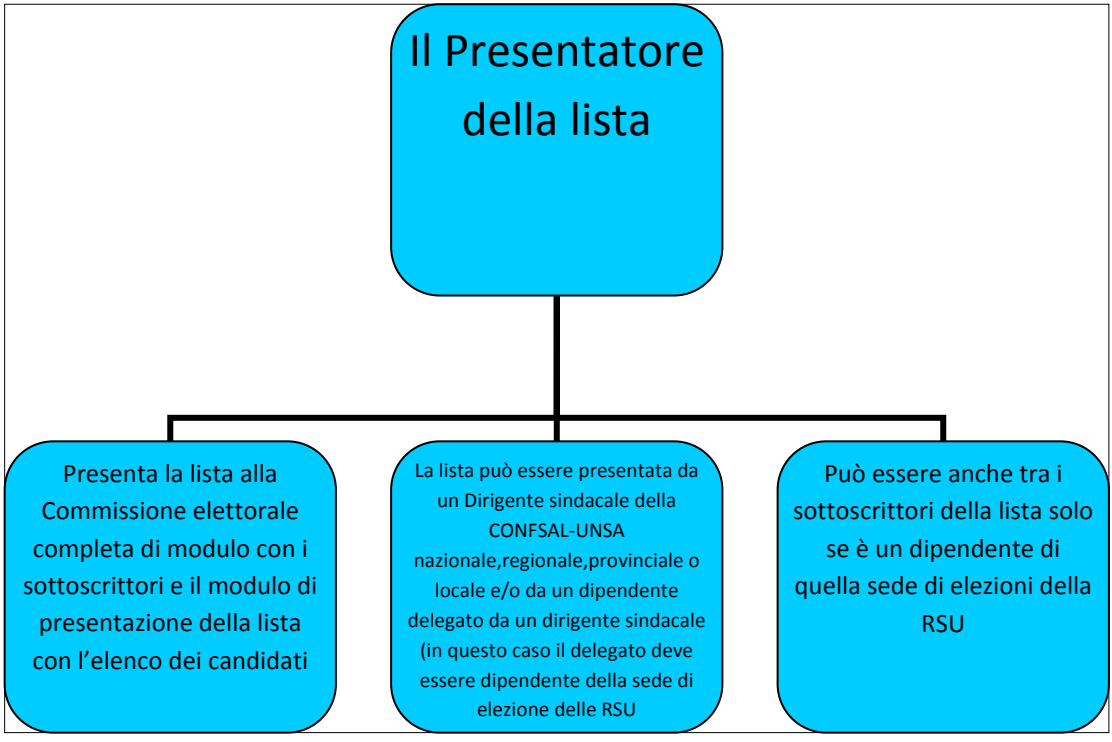 Il Presentatore
della lista
Presenta la lista alla
Commissione elettorale
completa di modulo con i
sottoscrittori e il modulo di
presentazione della lista
con l’elenco dei candidati
La lista può essere presentata da
un Dirigente sindacale della
CONFSAL-UNSA
nazionale,regionale,provinciale o
locale e/o da un dipendente
delegato da un dirigente sindacale
(in questo caso il delegato deve
essere dipendente della sede di
elezione delle RSU
Può essere anche tra i
sottoscrittori della lista solo
se è un dipendente di
quella sede di elezioni della
RSU